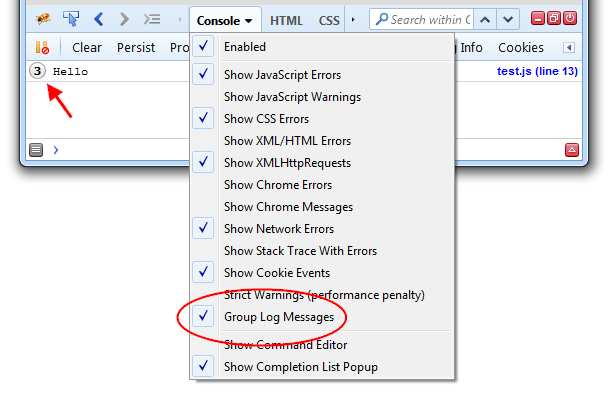 Console HTML CSS Search within C
Clear Persist Info Cookies
3 Hello test.js (line 13)
Enabled
Show JavaScript Errors
Show JavaScript Warnings
Show CSS Errors
Show XML/HTML Errors
Show XMLHttpRequests
Show Chrome Errors
Show Chrome Messages
Show Network Errors
Show Stack Trace With Errors
Show Cookie Events
Strict Warnings (performance penalty)
Group Log Messages
Show Command Editor
Show Completion List Popup